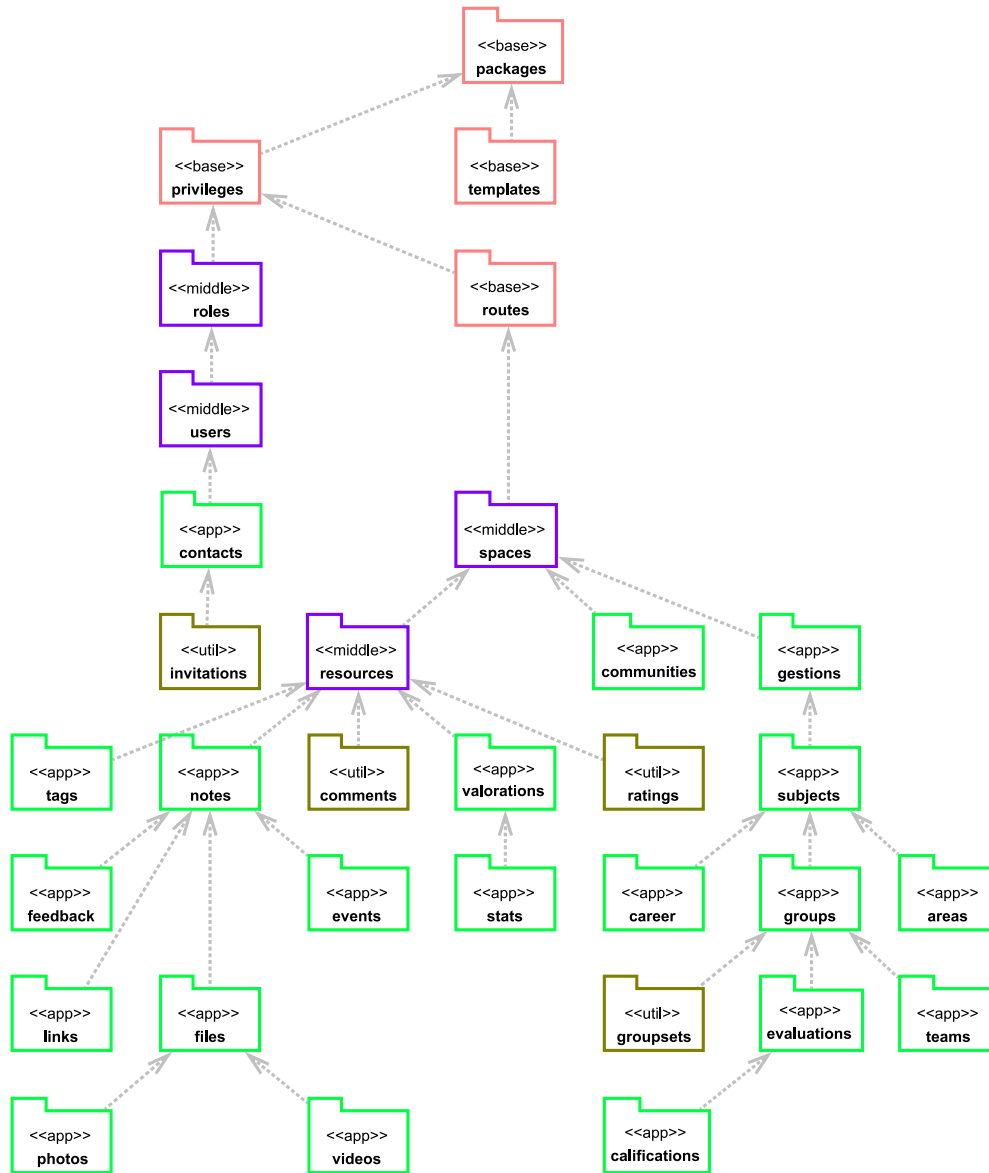 <<base>>
packages
<<base>>
privileges
<<base>>
templates
<<middle>>
roles
<<base>>
routes
<<middle>>
users
<<app>>
contacts
<<middle>>
spaces
<<util>>
invitations
<<middle>>
resources
<<app>>
communities
<<app>>
gestions
<<app>>
tags
<<app>>
notes
<<util>>
comments
<<app>>
valorations
<<util>>
ratings
<<app>>
subjects
<<app>>
feedback
<<app>>
events
<<app>>
stats
<<app>>
career
<<app>>
groups
<<app>>
areas
<<app>>
links
<<app>>
files
<<util>>
groupsets
<<app>>
evaluations
<<app>>
teams
<<app>>
photos
<<app>>
videos
<<app>>
califications